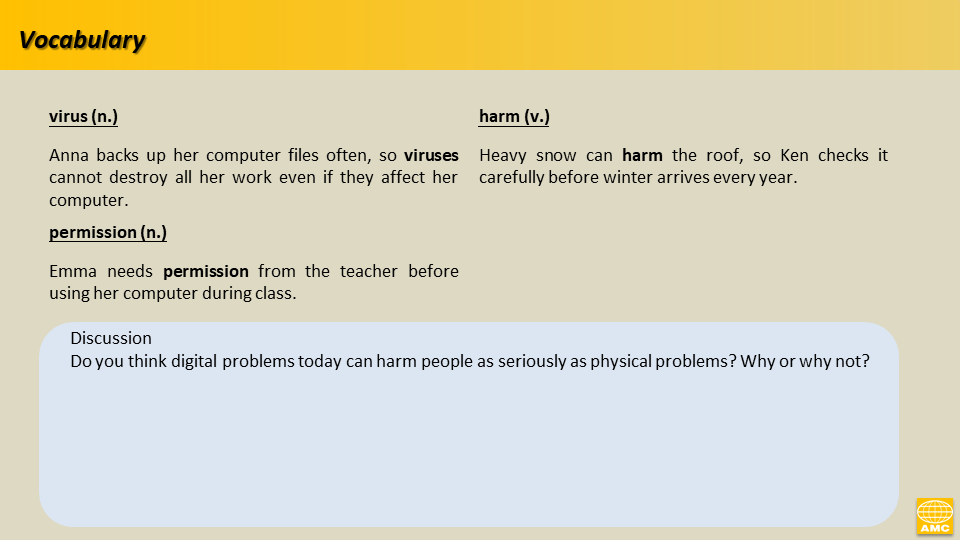 Vocabulary
virus (n.)
Anna backs up her computer files often, so viruses
cannot destroy all her work even if they affect her
computer.
permission (n.)
Emma needs permission from the teacher before
using her computer during class.
harm (v.)
Heavy snow can harm the roof, so Ken checks it
carefully before winter arrives every year.
Discussion
Do you think digital problems today can harm people as seriously as physical problems? Why or why not?
AMC